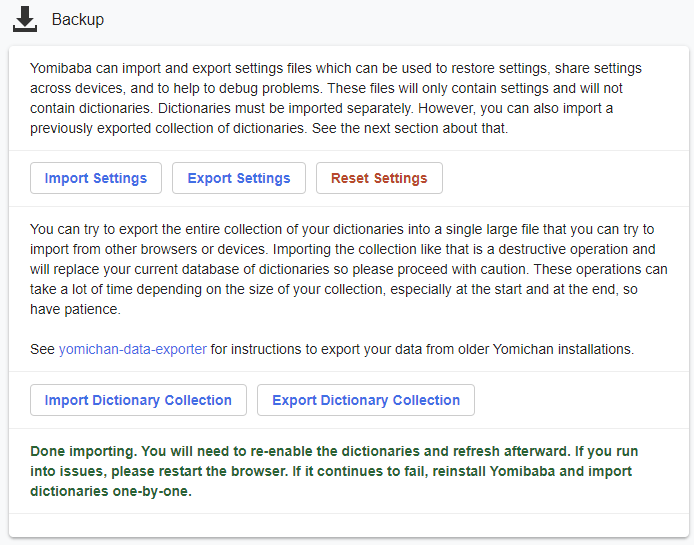 Backup
Yomibaba can import and export settings files which can be used to restore settings, share settings
across devices, and to help to debug problems. These files will only contain settings and will not
contain dictionaries. Dictionaries must be imported separately. However, you can also import a
previously exported collection of dictionaries. See the next section about that.
Import Settings Export Settings Reset Settings
You can try to export the entire collection of your dictionaries into a single large file that you can try to
import from other browsers or devices. Importing the collection like that is a destructive operation and
will replace your current database of dictionaries so please proceed with caution. These operations can
take a lot of time depending on the size of your collection, especially at the start and at the end, so
have patience.
See yomichan-data-exporter for instructions to export your data from older Yomichan installations.
Import Dictionary Collection Export Dictionary Collection
Done importing. You will need to re-enable the dictionaries and refresh afterward. If you run
into issues, please restart the browser. If it continues to fail, reinstall Yomibaba and import
dictionaries one-by-one.